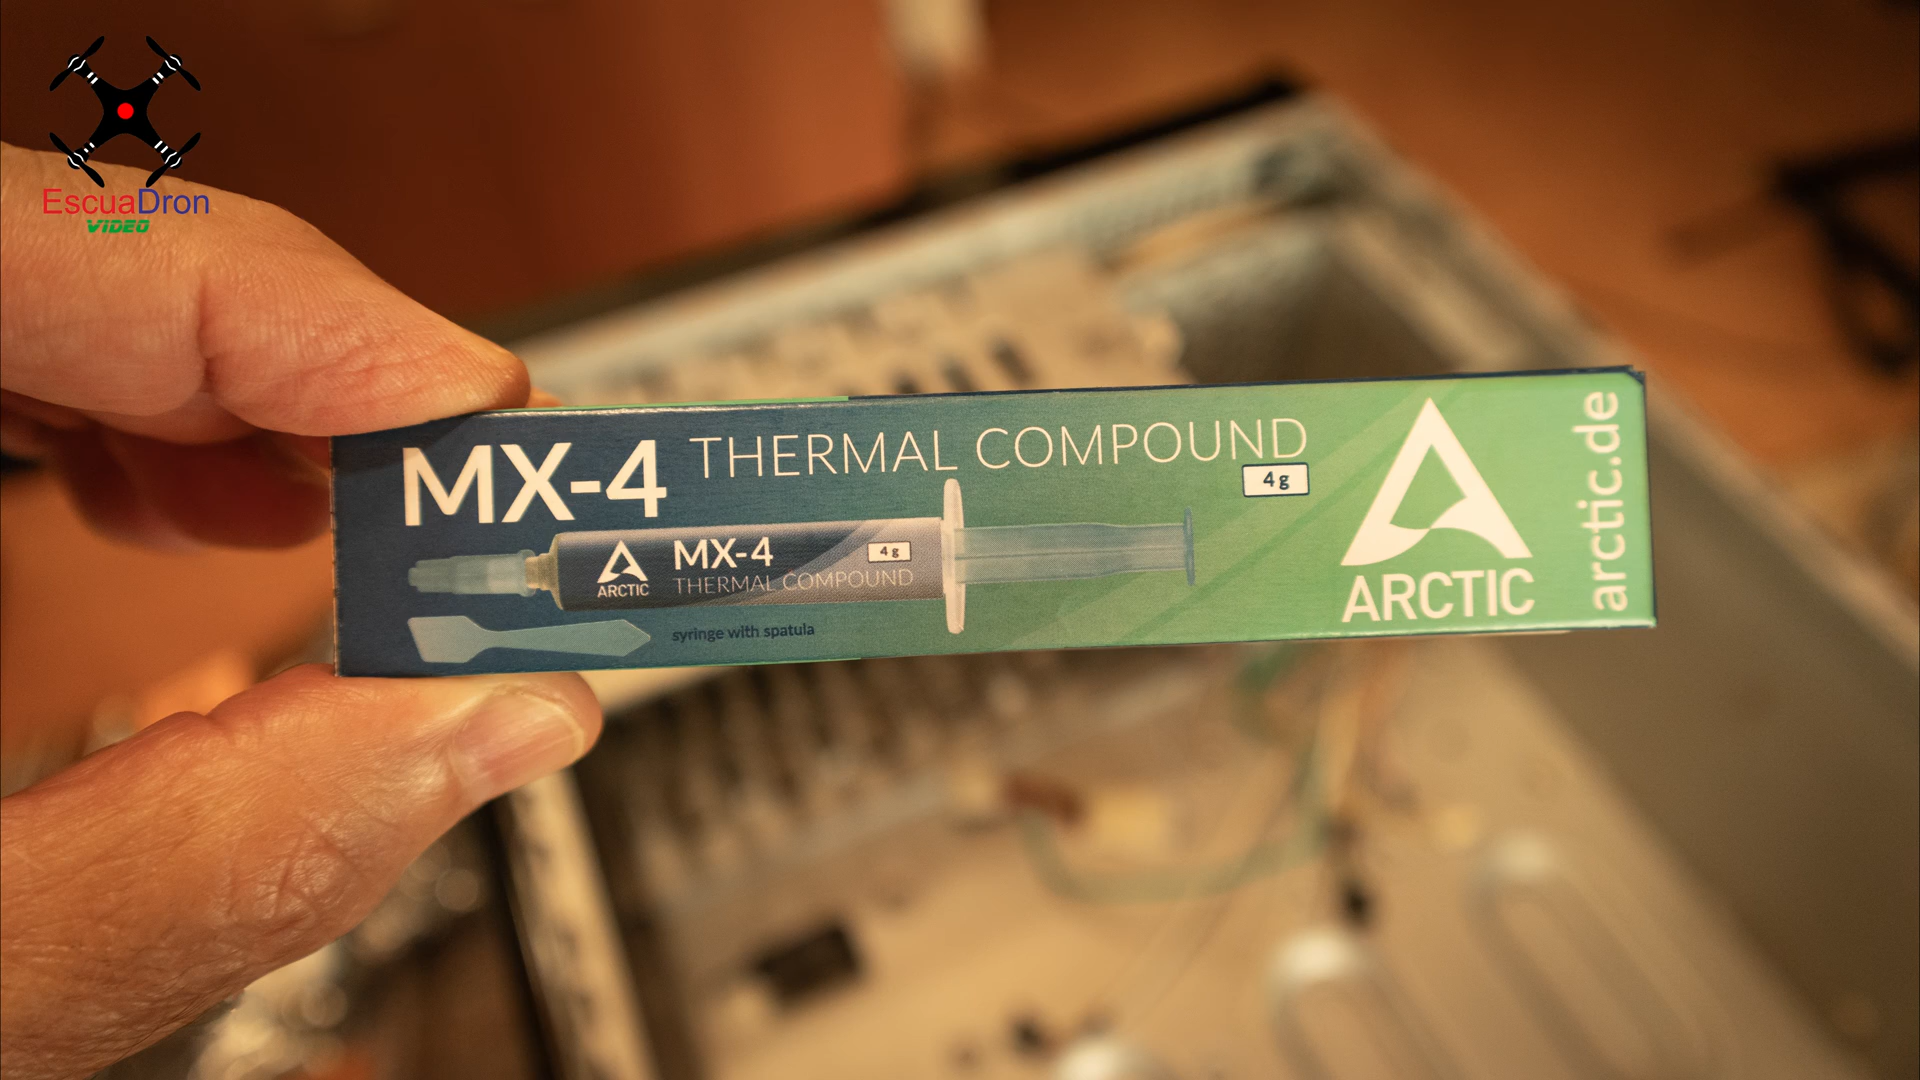 EscuaDron
VIDEO
MX-4 THERMAL COMPOUND
4g
ARCTIC
MX-4
4g
THERMAL COMPOUND
syringe with spatula
ARCTIC
arctic.de